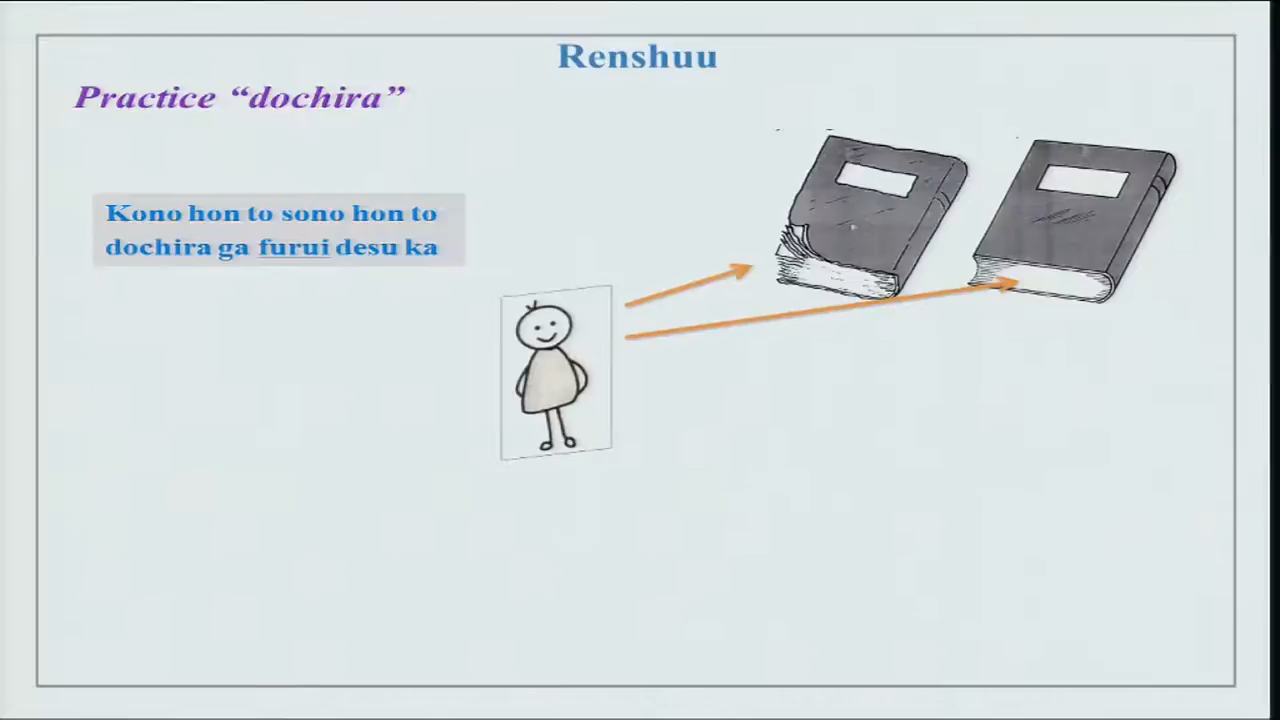 Renshuu
Practice “dochira”
Kono hon to sono hon to
dochira ga furui desu ka